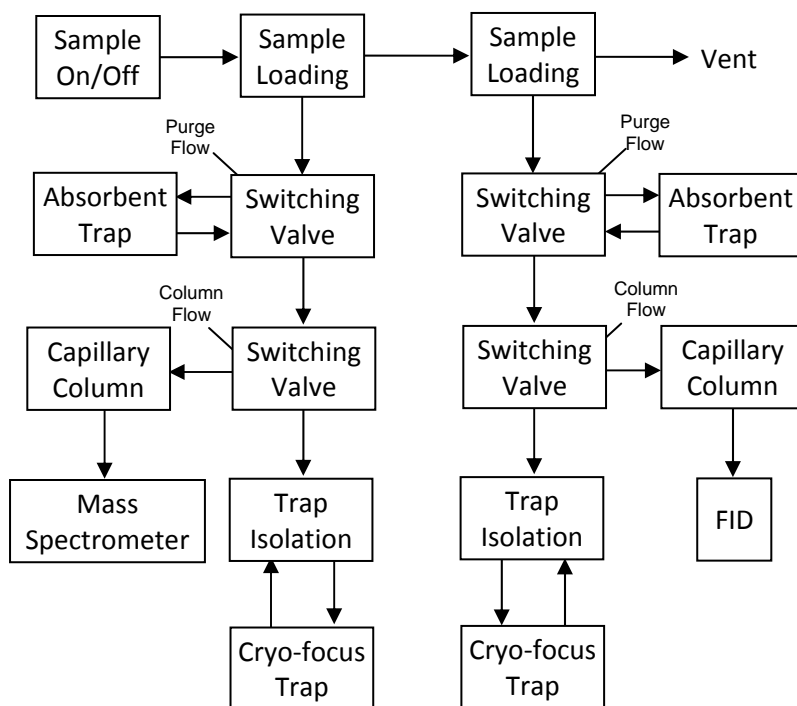 Sample
On/Off
Sample
Loading
Sample
Loading
Vent
Purge
Flow
Purge
Flow
Absorbent
Trap
Switching
Valve
Switching
Valve
Absorbent
Trap
Column
Flow
Column
Flow
Capillary
Column
Switching
Valve
Switching
Valve
Capillary
Column
Mass
Spectrometer
Trap
Isolation
Trap
Isolation
FID
Cryo-focus
Trap
Cryo-focus
Trap